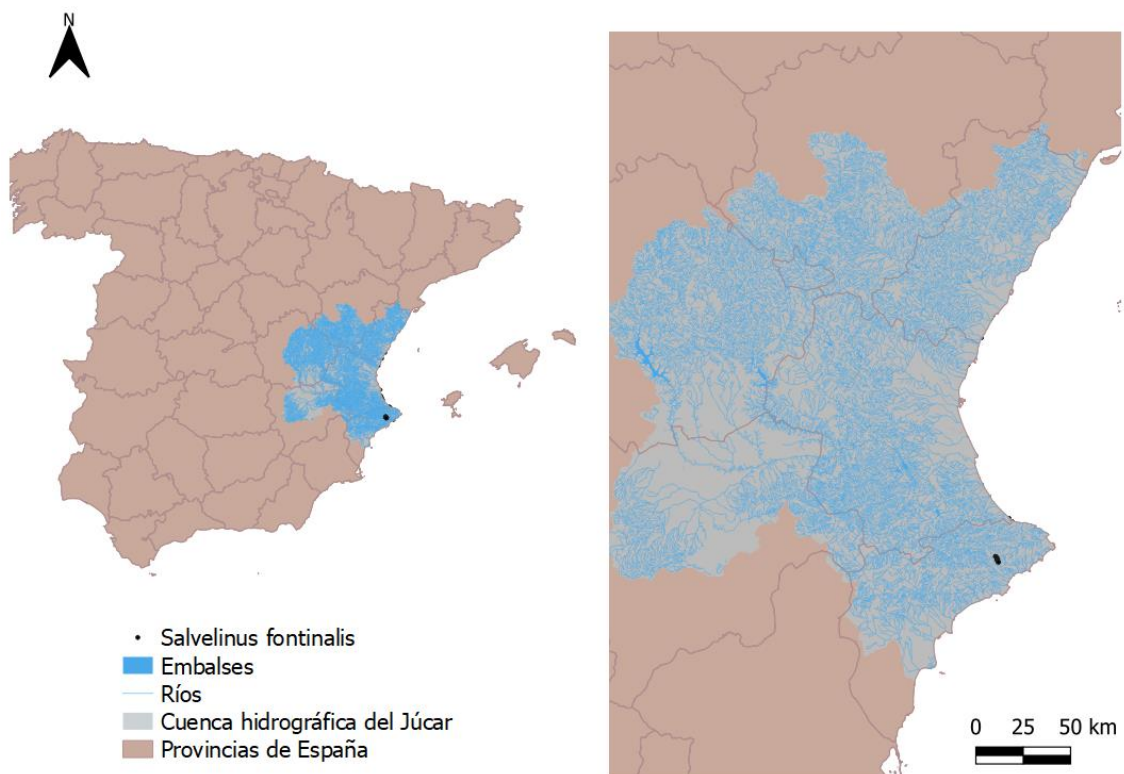 N
Salvelinus fontinalis
Embalses
Ríos
Cuenca hidrográfica del Júcar
Provincias de España
0 25 50 km